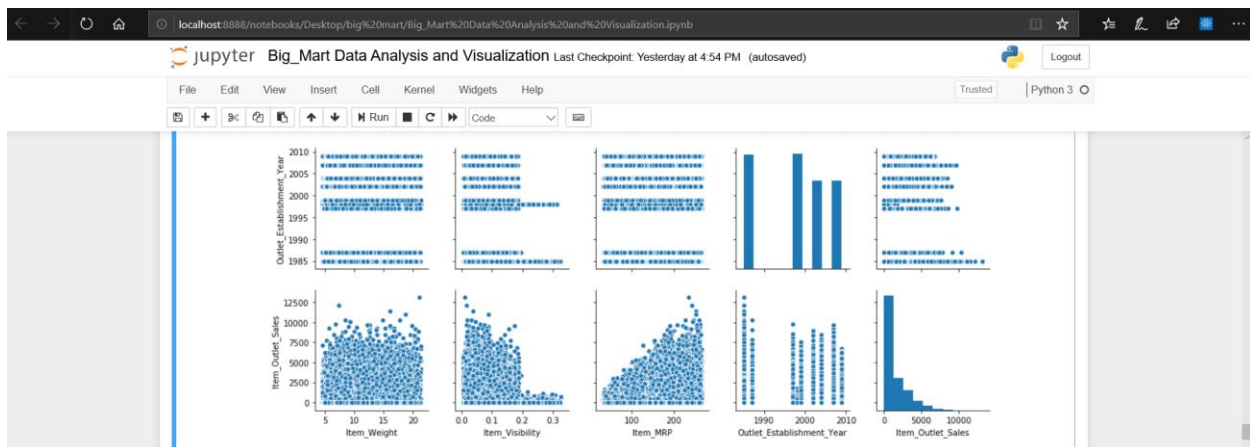 localhost:8888/notebooks/Desktop/big%20mart/Big_Mart%20Data%20Analysis%20and%20Visualization.ipynb
jupyter Big_Mart Data Analysis and Visualization Last Checkpoint: Yesterday at 4:54 PM (autosaved) Logout
File Edit View Insert Cell Kernel Widgets Help Trusted Python 3
Run Code
Outlet_Establishment_Year
2010
2005
2000
1995
1990
1985
Item_Outlet_Sales
12500
10000
7500
5000
2500
0
5 10 15 20 0.0 0.1 0.2 0.3 100 200 1990 2000 2010 0 5000 10000
Item_Weight Item_Visibility Item_MRP Outlet_Establishment_Year Item_Outlet_Sales